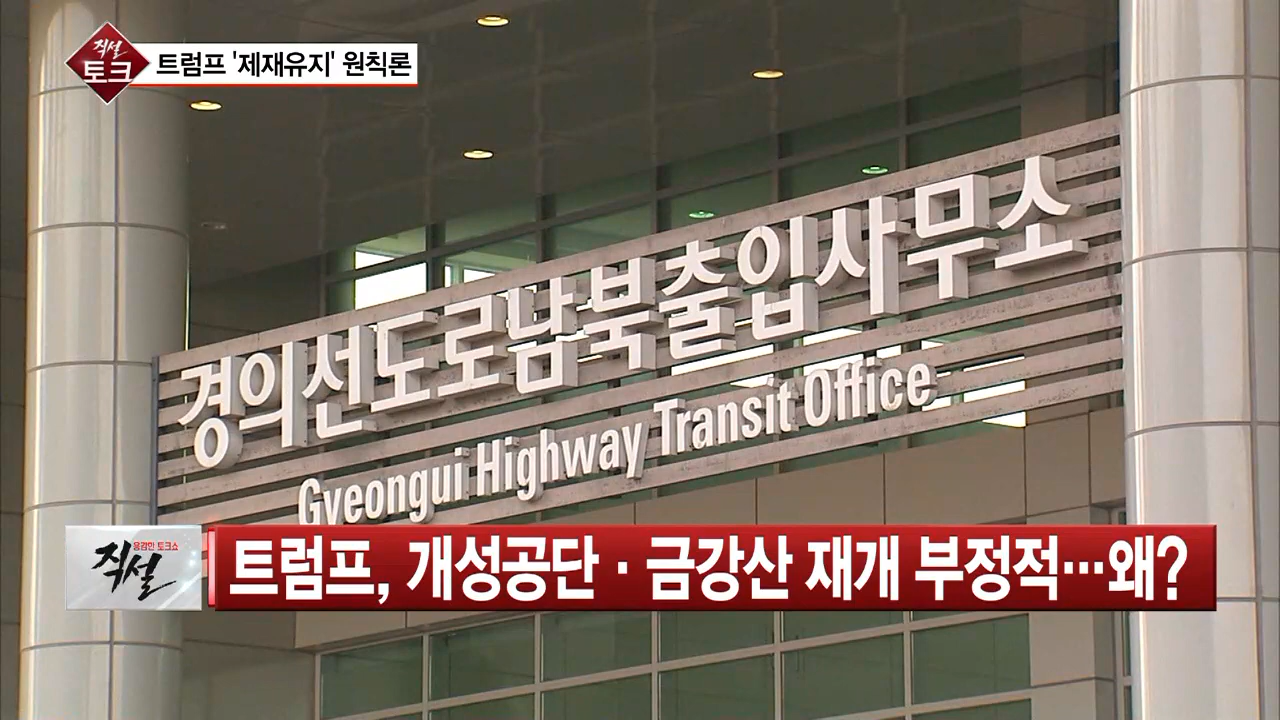 직설
토크
트럼프 '제재유지' 원칙론
경의선도로남북출입사무소
Gyeongui Highway Transit Office
용감한 토크쇼
직설
트럼프, 개성공단·금강산 재개 부정적…왜?